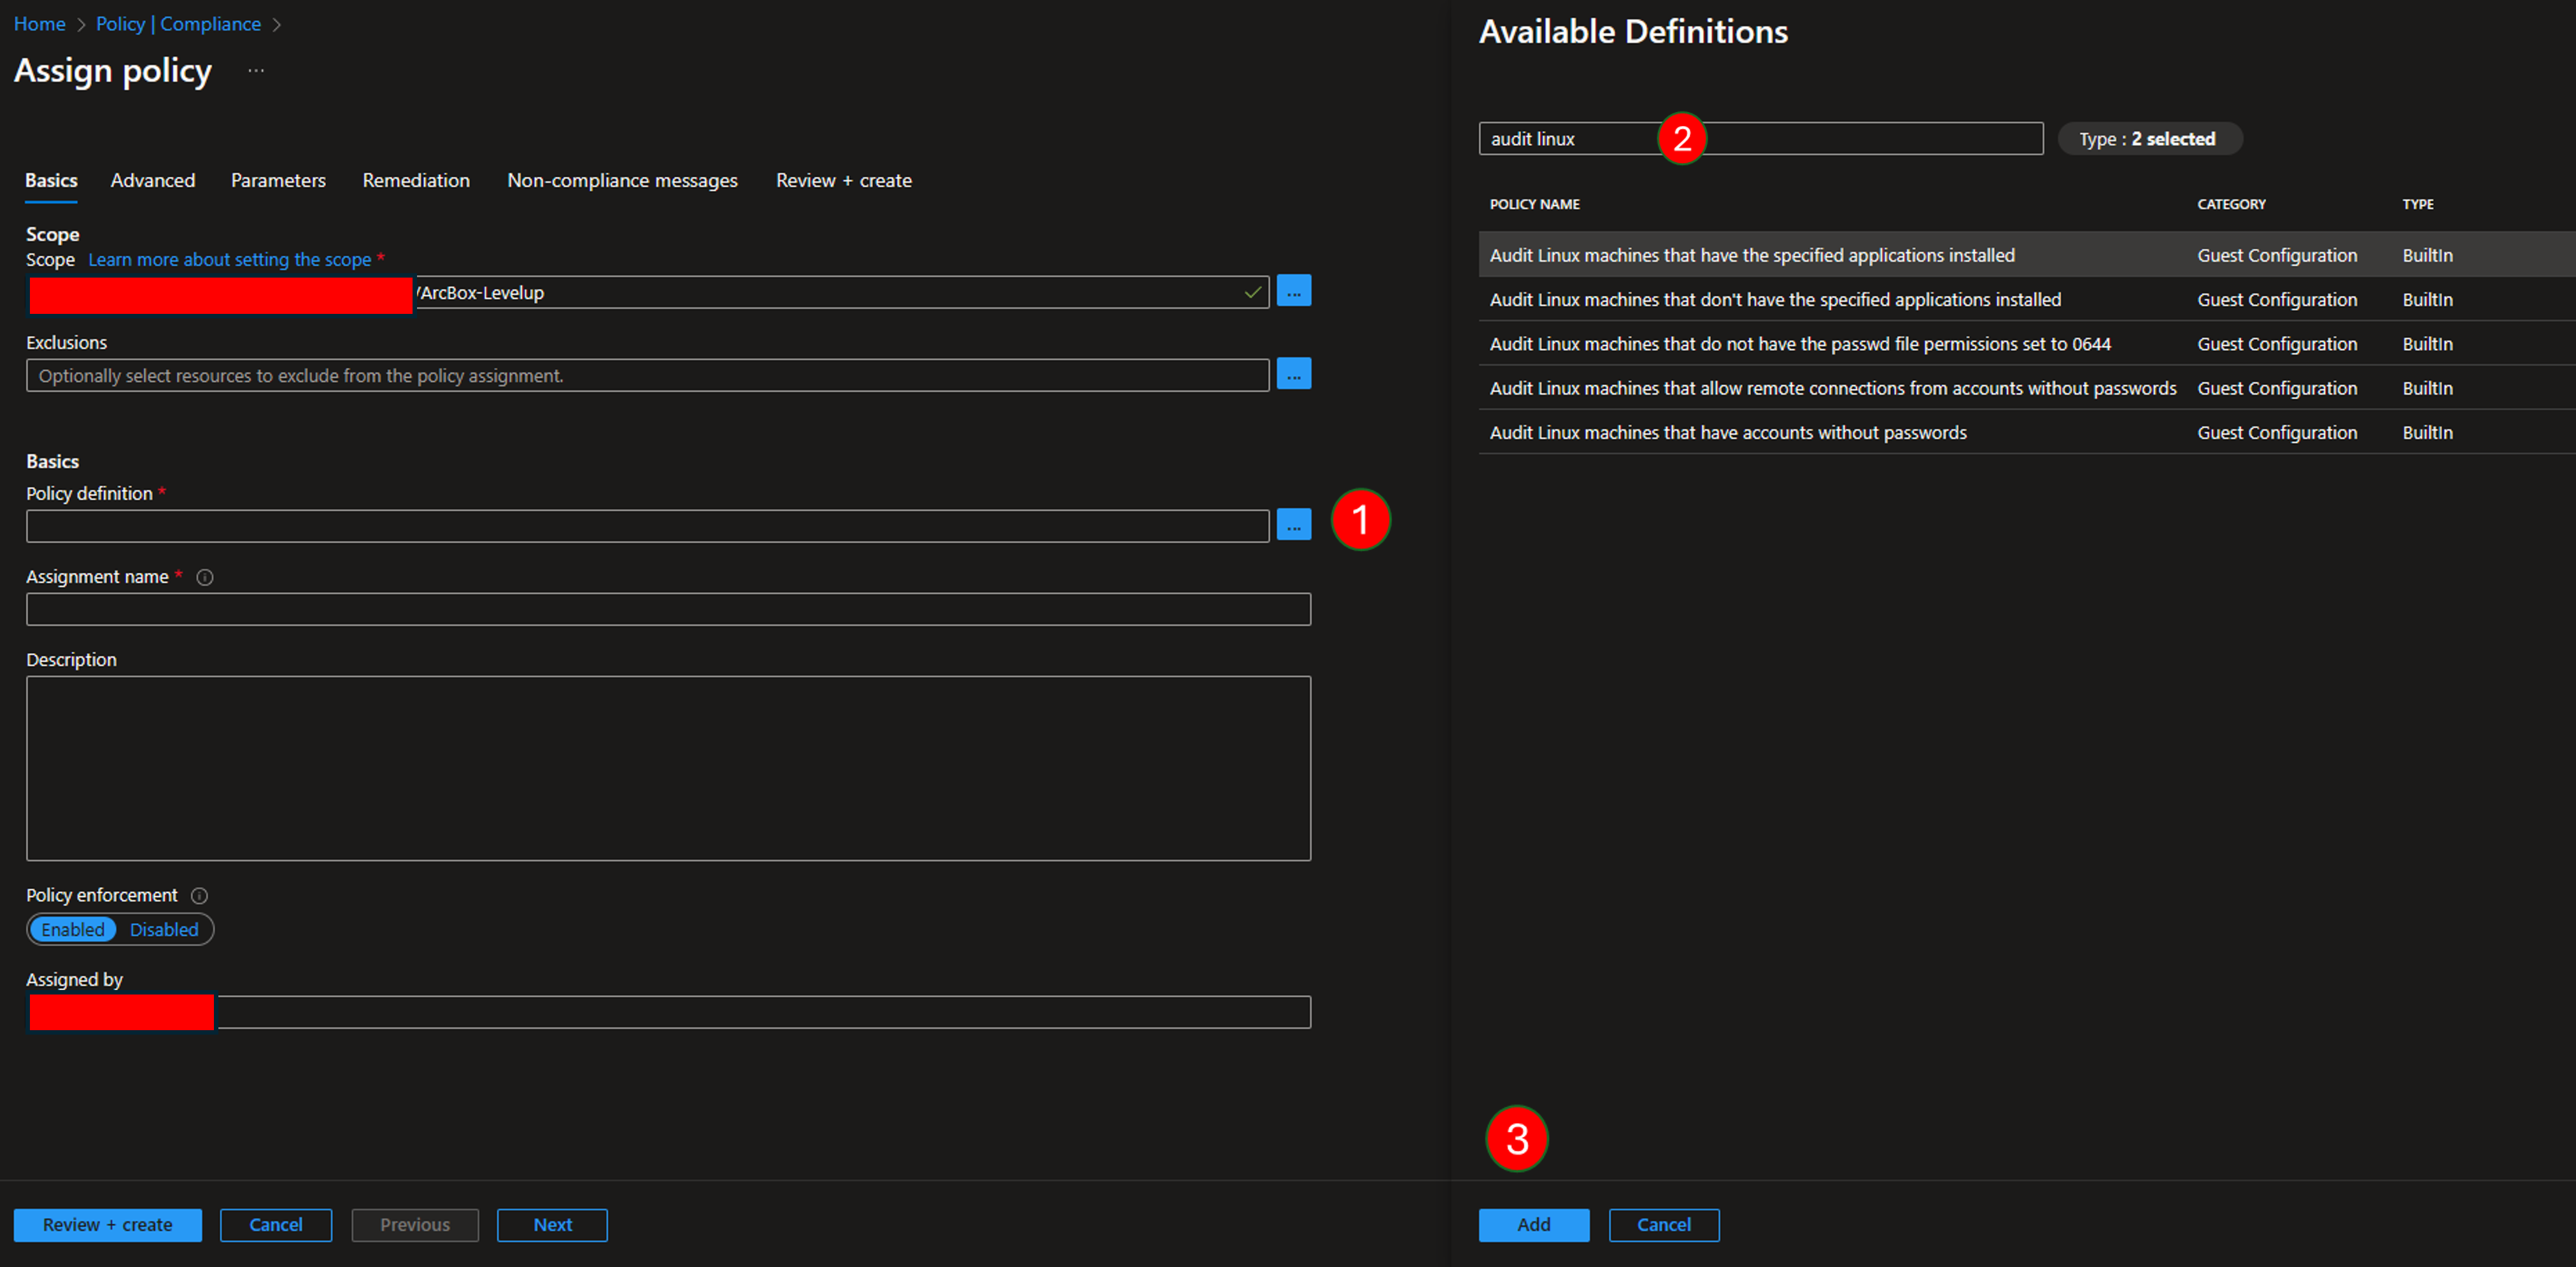 Home > Policy | Compliance >
Assign policy ...
Basics Advanced Parameters Remediation Non-compliance messages Review + create
Scope
Scope Learn more about setting the scope *
/ArcBox-Levelup ...
Exclusions
Optionally select resources to exclude from the policy assignment. ...
Basics
Policy definition *
... 1
Assignment name *
Description
Policy enforcement
Enabled Disabled
Assigned by
Review + create Cancel Previous Next
Available Definitions
audit linux 2 Type : 2 selected
POLICY NAME CATEGORY TYPE
Audit Linux machines that have the specified applications installed Guest Configuration BuiltIn
Audit Linux machines that don't have the specified applications installed Guest Configuration BuiltIn
Audit Linux machines that do not have the passwd file permissions set to 0644 Guest Configuration BuiltIn
Audit Linux machines that allow remote connections from accounts without passwords Guest Configuration BuiltIn
Audit Linux machines that have accounts without passwords Guest Configuration BuiltIn
3
Add Cancel